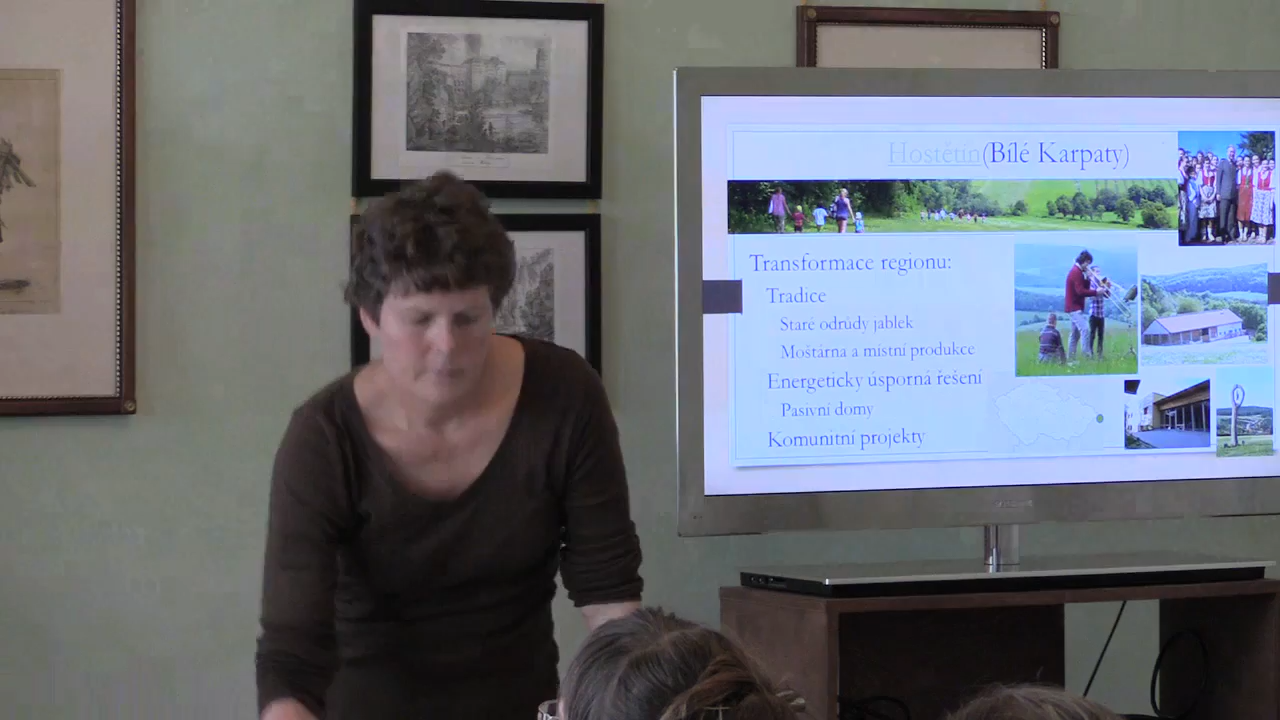 Hostětín(Bílé Karpaty)
Transformace regionu:
Tradice
Staré odrůdy jablek
Moštárna a místní produkce
Energeticky úsporná řešení
Pasivní domy
Komunitní projekty